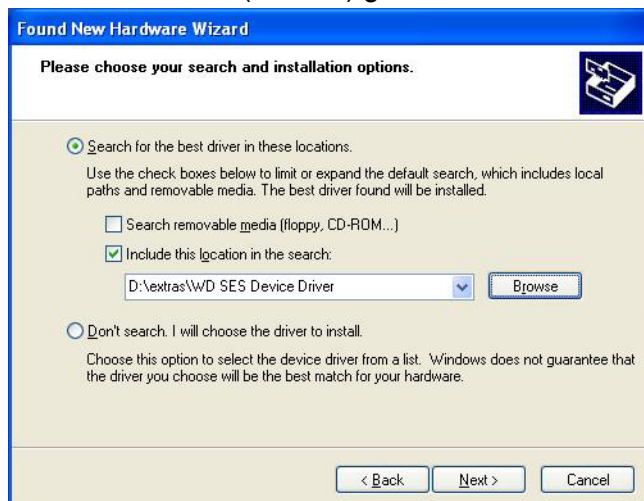 Found New Hardware Wizard
Please choose your search and installation options.
Search for the best driver in these locations.
Use the check boxes below to limit or expand the default search, which includes local
paths and removable media. The best driver found will be installed.
Search removable media (floppy, CD-ROM...)
Include this location in the search:
D:\extras\WD SES Device Driver
Browse
Don't search. I will choose the driver to install.
Choose this option to select the device driver from a list. Windows does not guarantee that
the driver you choose will be the best match for your hardware.
< Back Next > Cancel